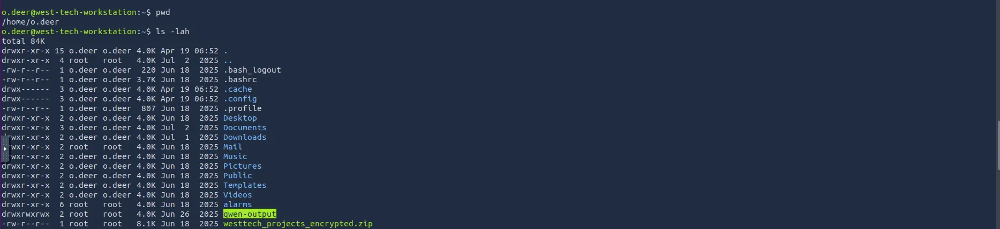 o.deer@west-tech-workstation:~$ pwd
/home/o.deer
o.deer@west-tech-workstation:~$ ls -lah
total 84K
drwxr-xr-x 15 o.deer o.deer 4.0K Apr 19 06:52 .
drwxr-xr-x  4 root   root   4.0K Jul  2  2025 ..
-rw-r--r--  1 o.deer o.deer  220 Jun 18  2025 .bash_logout
-rw-r--r--  1 o.deer o.deer 3.7K Jun 18  2025 .bashrc
drwx------  3 o.deer o.deer 4.0K Apr 19 06:52 .cache
drwx------  3 o.deer o.deer 4.0K Apr 19 06:52 .config
-rw-r--r--  1 o.deer o.deer  807 Jun 18  2025 .profile
drwxr-xr-x  2 o.deer o.deer 4.0K Jun 18  2025 Desktop
drwxr-xr-x  3 o.deer o.deer 4.0K Jul  2  2025 Documents
drwxr-xr-x  2 o.deer o.deer 4.0K Jul  1  2025 Downloads
rwxr-xr-x  2 root   root   4.0K Jun 18  2025 Mail
rwxr-xr-x  2 o.deer o.deer 4.0K Jun 18  2025 Music
drwxr-xr-x  2 o.deer o.deer 4.0K Jun 18  2025 Pictures
drwxr-xr-x  2 o.deer o.deer 4.0K Jun 18  2025 Public
drwxr-xr-x  2 o.deer o.deer 4.0K Jun 18  2025 Templates
drwxr-xr-x  2 o.deer o.deer 4.0K Jun 18  2025 Videos
drwxr-xr-x  6 root   root   4.0K Jun 18  2025 alarms
drwxrwxrwx  2 root   root   4.0K Jun 26  2025 qwen-output
-rw-r--r--  1 root   root   8.1K Jun 18  2025 westtech_projects_encrypted.zip